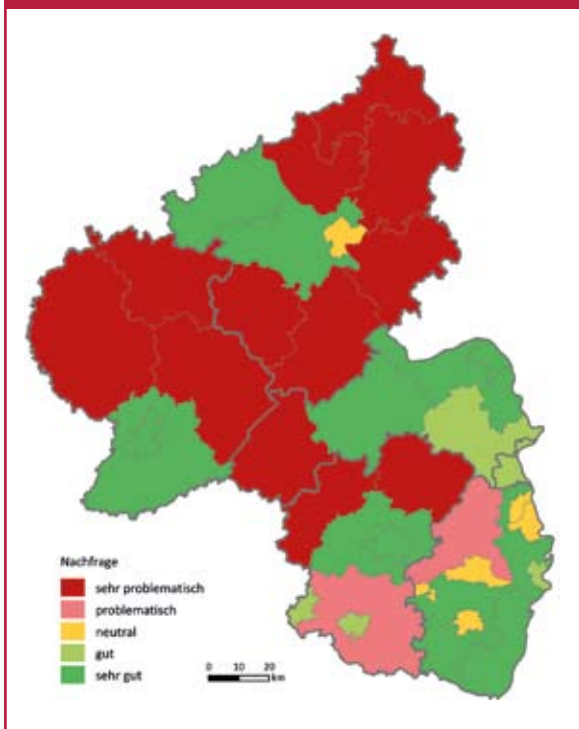 Nachfrage
sehr problematisch
problematisch
neutral
gut
sehr gut
0 10 20
km